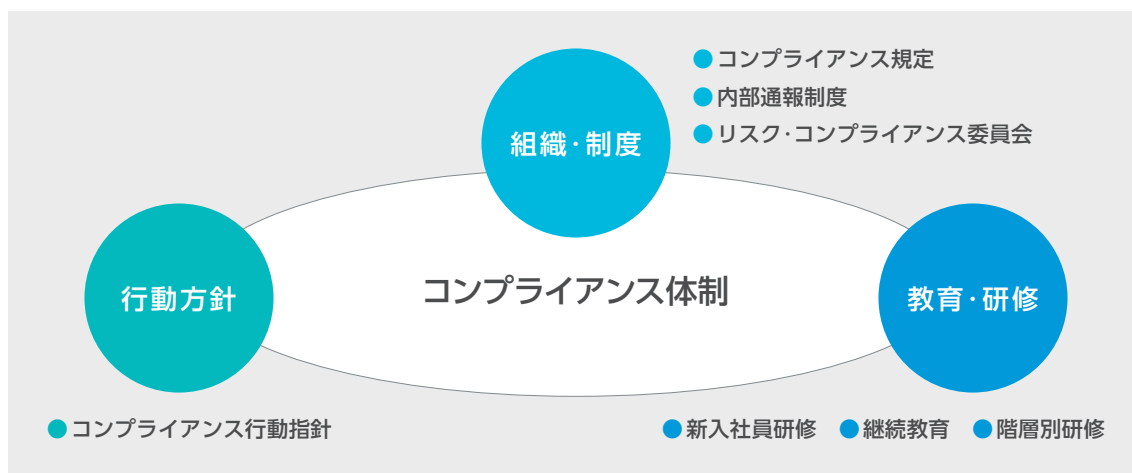 組織・制度
●コンプライアンス規定
●内部通報制度
●リスク・コンプライアンス委員会
行動方針
コンプライアンス体制
教育・研修
●コンプライアンス行動指針
●新入社員研修 ●継続教育 ●階層別研修